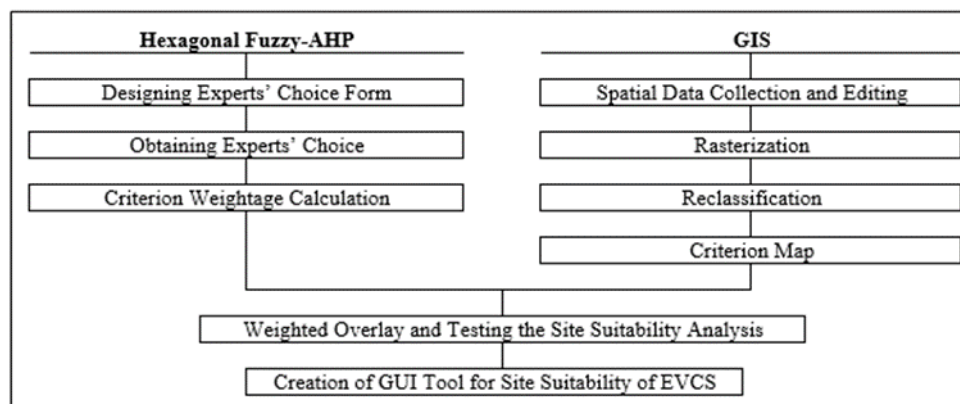 Hexagonal Fuzzy-AHP
Designing Experts' Choice Form
Obtaining Experts' Choice
Criterion Weightage Calculation
GIS
Spatial Data Collection and Editing
Rasterization
Reclassification
Criterion Map
Weighted Overlay and Testing the Site Suitability Analysis
Creation of GUI Tool for Site Suitability of EVCS